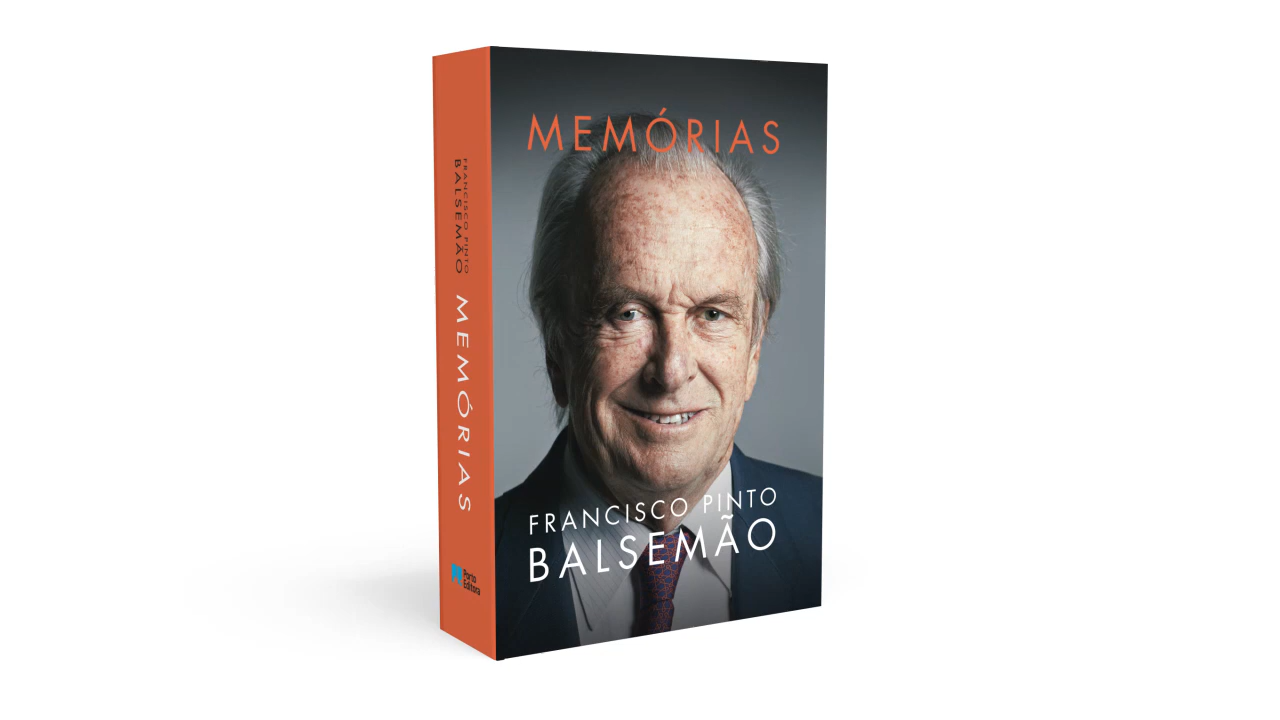 MEMÓRIAS
FRANCISCO PINTO
BALSEMÃO
FRANCISCO PINTO
BALSEMÃO
MEMÓRIAS
Porto
Editora